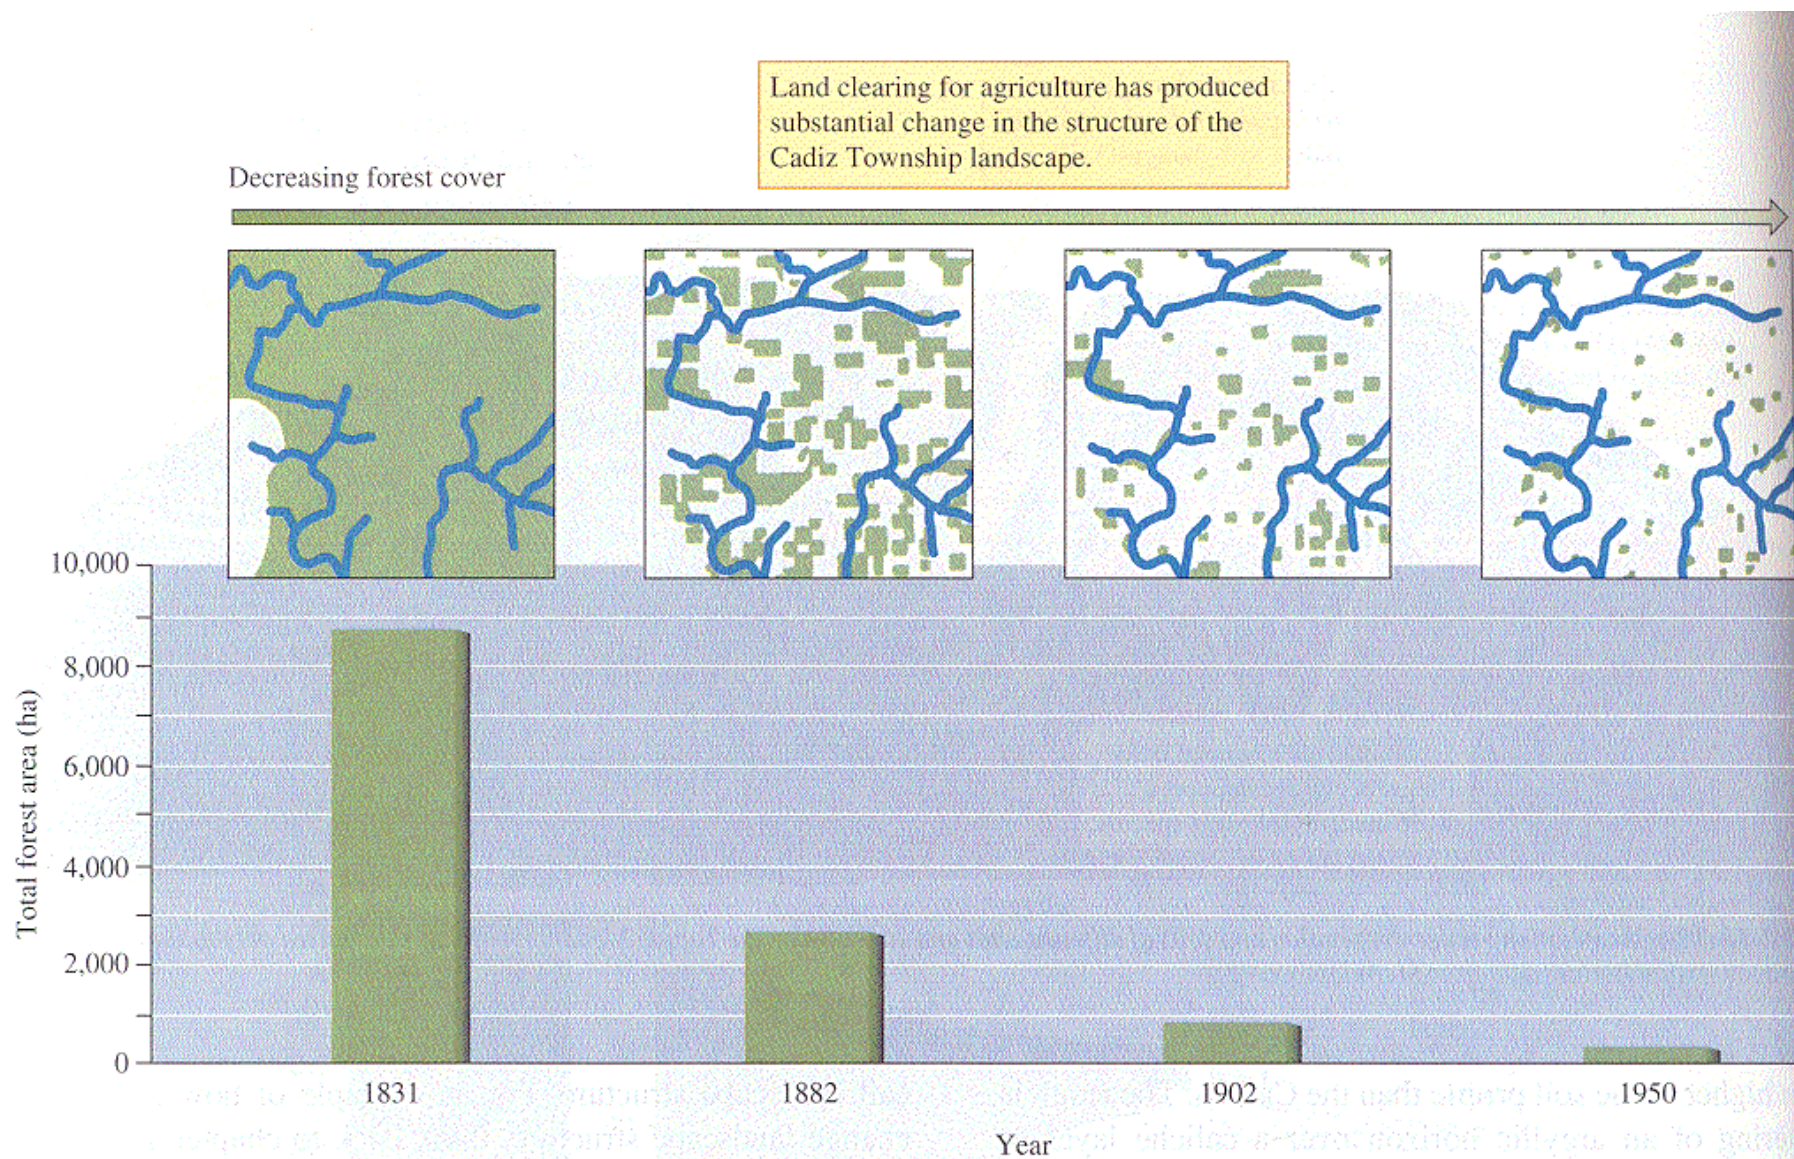 Land clearing for agriculture has produced
substantial change in the structure of the
Cadiz Township landscape.
Decreasing forest cover
10,000
8,000
6,000
4,000
2,000
0
Total forest area (ha)
1831
1882
1902
1950
Year